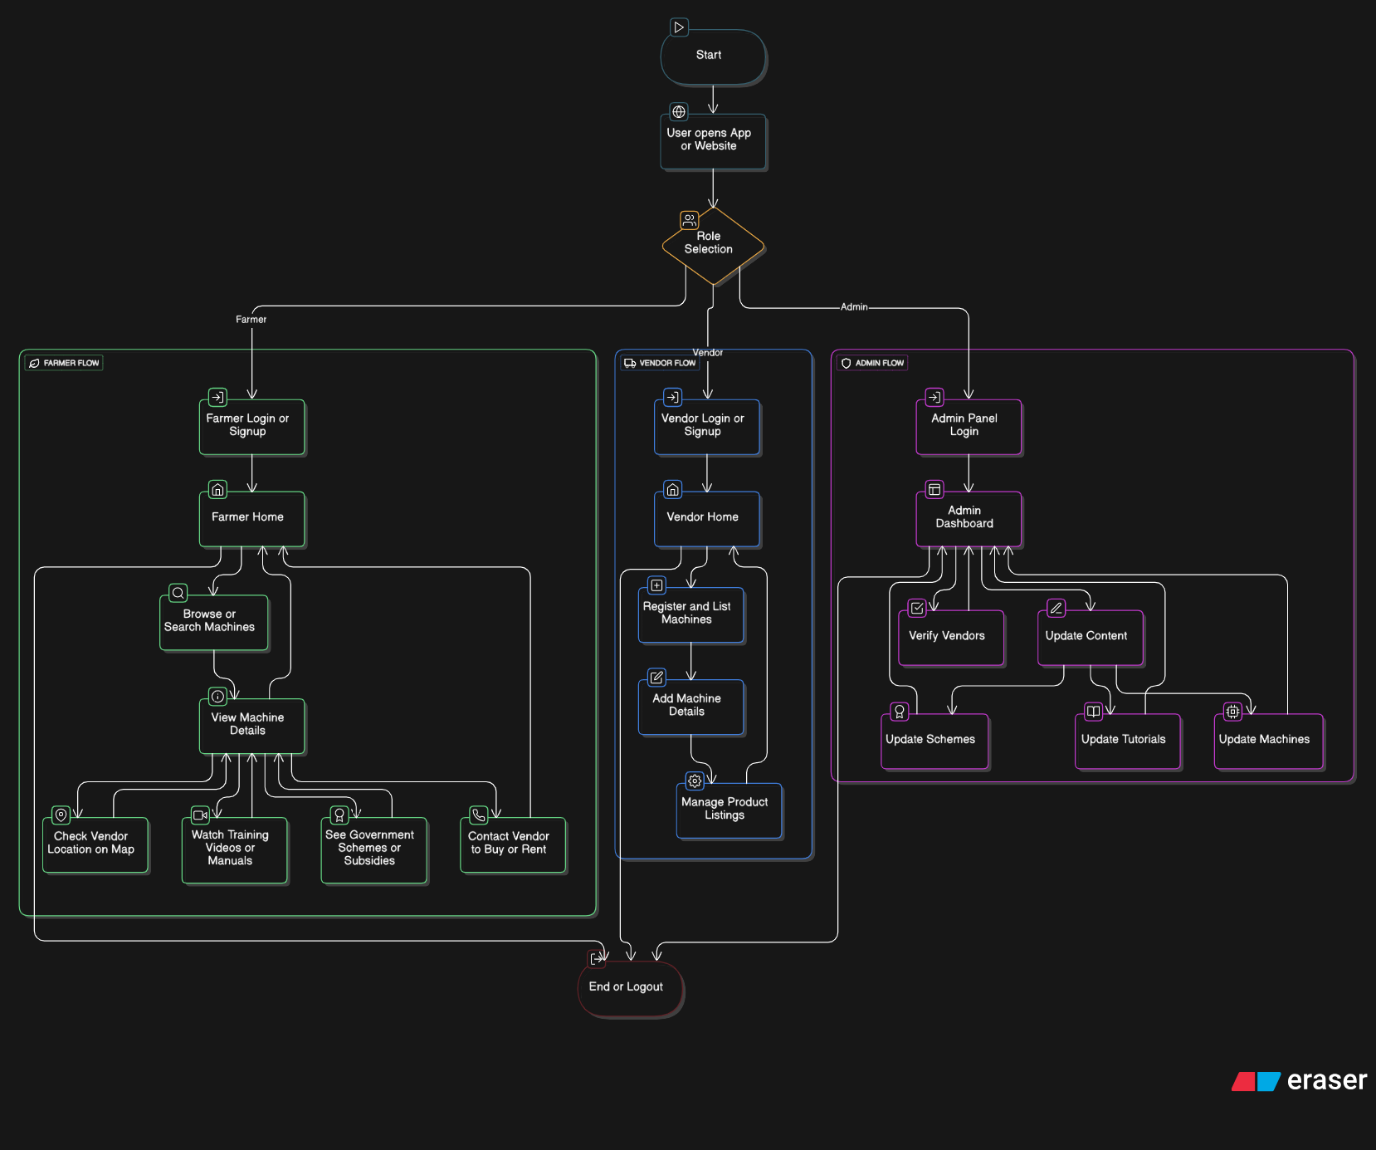 Start
User opens App
or Website
Role
Selection
Farmer
Admin
Vendor
FARMER FLOW
VENDOR FLOW
ADMIN FLOW
Farmer Login or
Signup
Vendor Login or
Signup
Admin Panel
Login
Farmer Home
Vendor Home
Admin
Dashboard
Browse or
Search Machines
Register and List
Machines
Verify Vendors
Update Content
View Machine
Details
Add Machine
Details
Update Schemes
Update Tutorials
Update Machines
Manage Product
Listings
Check Vendor
Location on Map
Watch Training
Videos or
Manuals
See Government
Schemes or
Subsidies
Contact Vendor
to Buy or Rent
End or Logout
eraser